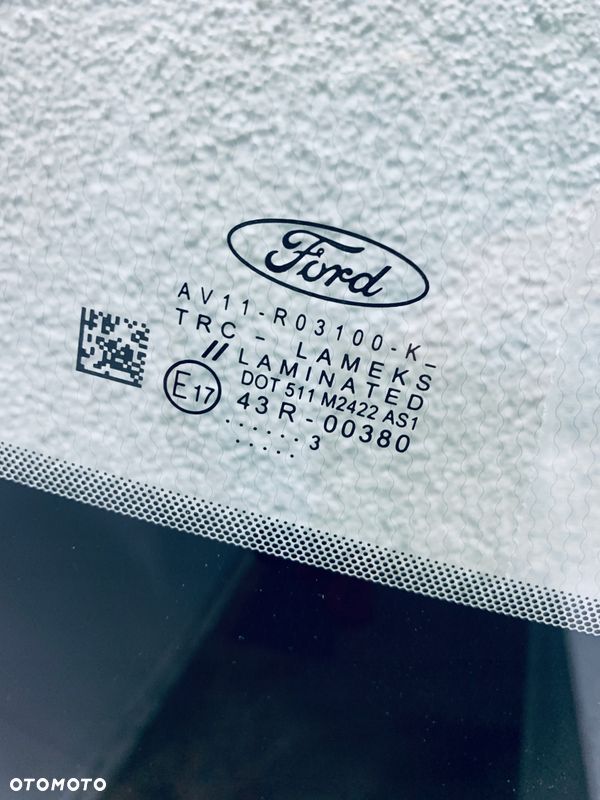 Ford
AV11-R03100-K-
TRC - LAMEKS
//
LAMINATED
E17
DOT 511 M2422 AS1
43R-00380
. . . . . . 3
. . . . .
OTOMOTO